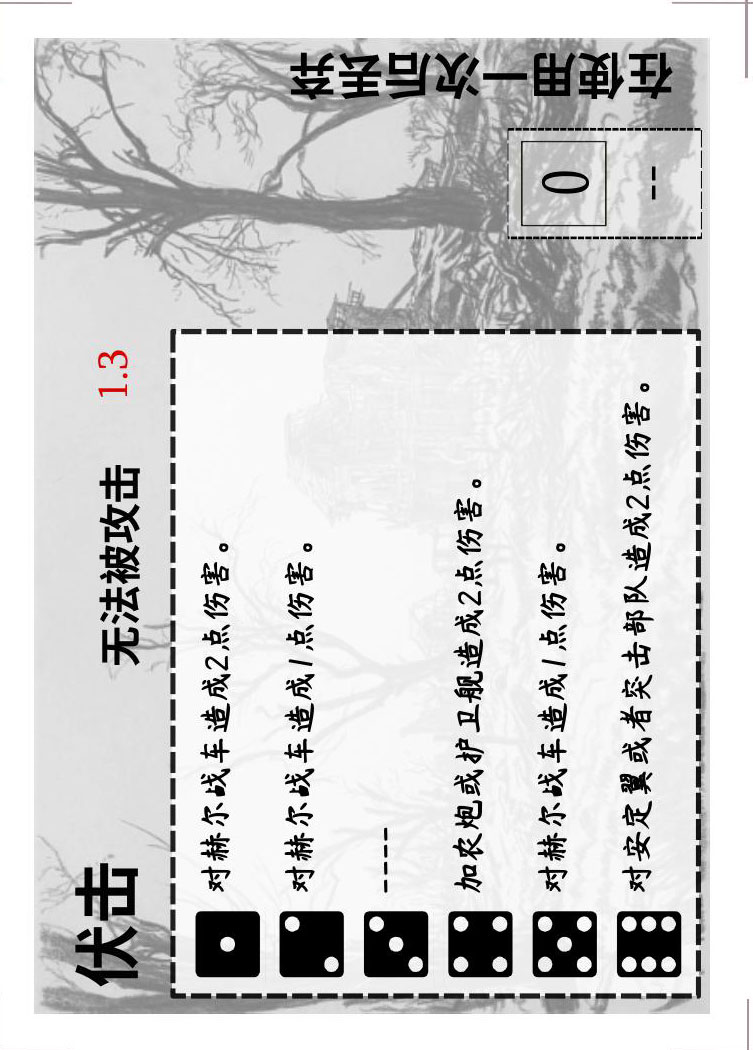 伏击
无法被攻击
1.3
对赫尔战车造成2点伤害。
对赫尔战车造成1点伤害。
----
加农炮或护卫舰造成2点伤害。
对赫尔战车造成1点伤害。
对安定翼或者突击部队造成2点伤害。
0
--
在使用一次后丢弃